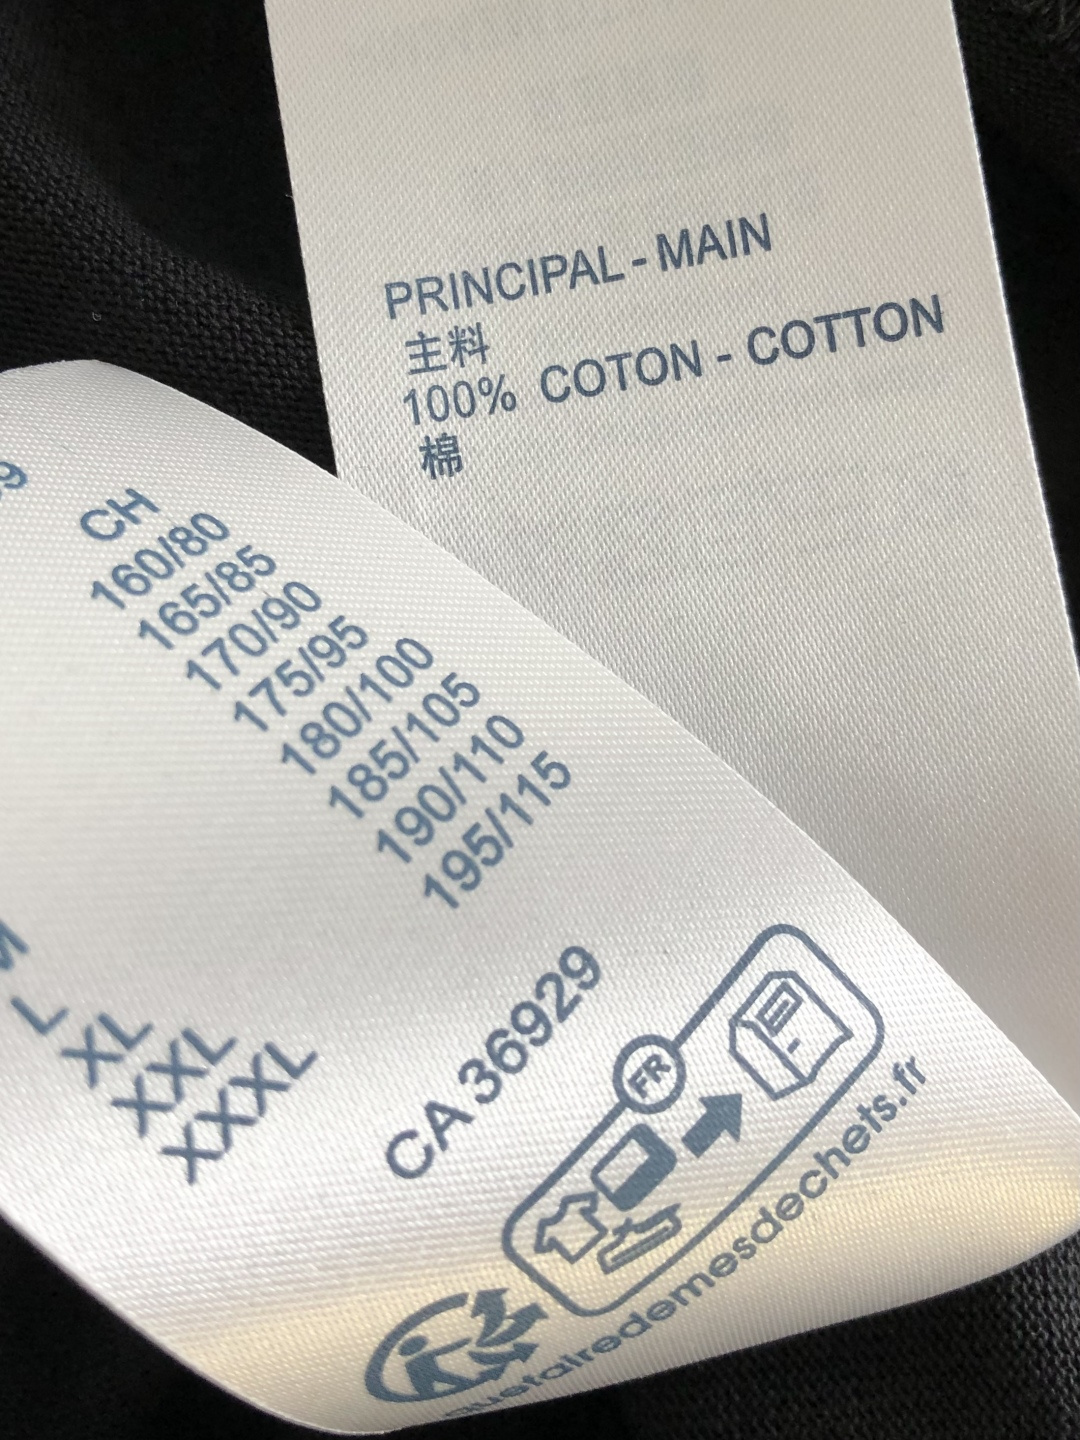 PRINCIPAL - MAIN
主料
100% COTON - COTTON
棉
9
CH
160/80
165/85
170/90
175/95
180/100
185/105
190/110
195/115
M
L
XL
XXL
XXXL
CA 36929
FR
quefairedemesdechets.fr